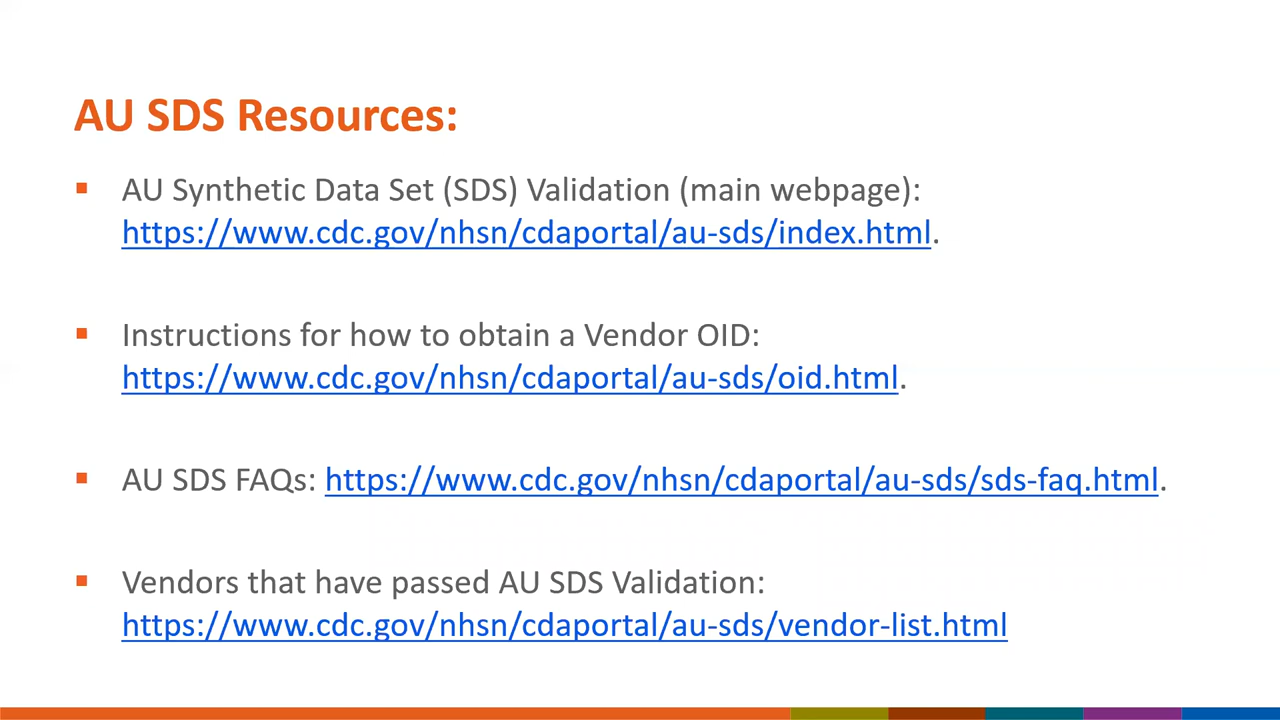 AU SDS Resources:
▪ AU Synthetic Data Set (SDS) Validation (main webpage):
https://www.cdc.gov/nhsn/cdaportal/au-sds/index.html.
▪ Instructions for how to obtain a Vendor OID:
https://www.cdc.gov/nhsn/cdaportal/au-sds/oid.html.
▪ AU SDS FAQs: https://www.cdc.gov/nhsn/cdaportal/au-sds/sds-faq.html.
▪ Vendors that have passed AU SDS Validation:
https://www.cdc.gov/nhsn/cdaportal/au-sds/vendor-list.html